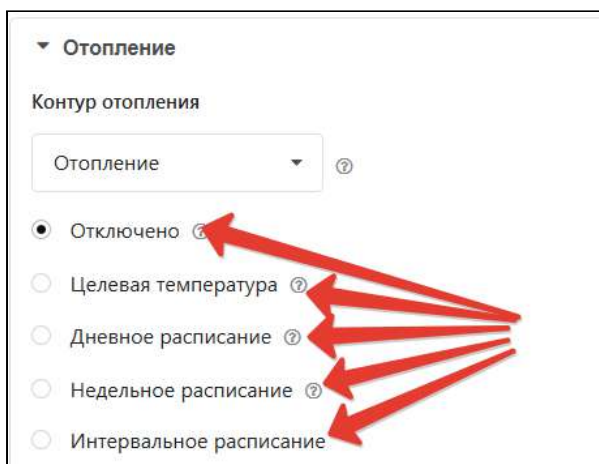 Отопление
Контур отопления
Отопление
Отключено
Целевая температура
Дневное расписание
Недельное расписание
Интервальное расписание